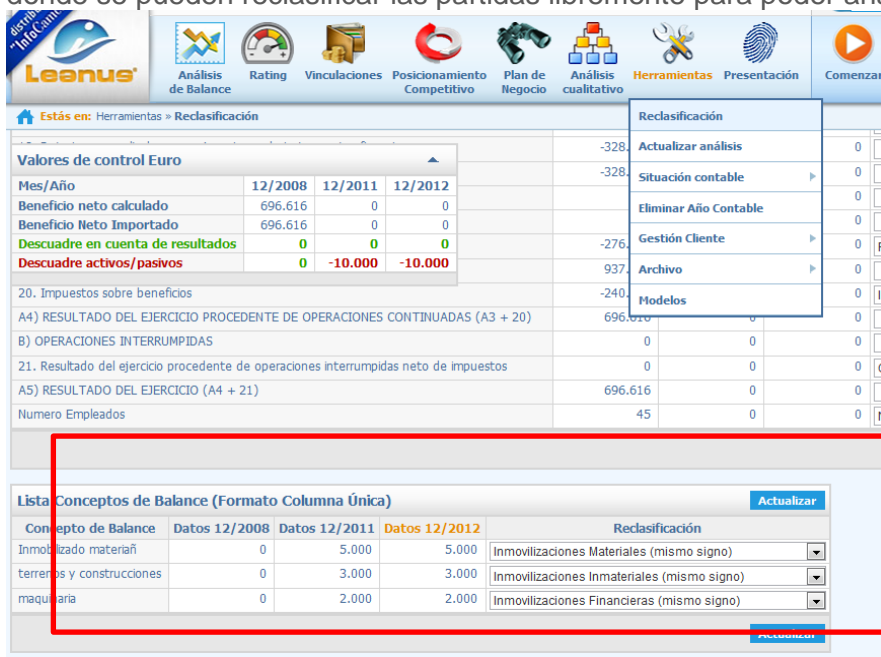 donde se pueden reclasificar las partidas libremente para poder
Leanus
Análisis de Balance
Rating
Vinculaciones
Posicionamiento Competitivo
Plan de Negocio
Análisis cualitativo
Herramientas
Presentación
Comenzar
Estás en: Herramientas » Reclasificación
Reclasificación
Actualizar análisis
Situación contable
Eliminar Año Contable
Gestión Cliente
Archivo
Modelos
Valores de control Euro
Mes/Año 12/2008 12/2011 12/2012
Beneficio neto calculado 696.616 0 0
Beneficio Neto Importado 696.616 0 0
Descuadre en cuenta de resultados 0 0 0
Descuadre activos/pasivos 0 -10.000 -10.000
-328. 0
-328. 0
0
0
-276. 0
937. 0
20. Impuestos sobre beneficios -240. 0
A4) RESULTADO DEL EJERCICIO PROCEDENTE DE OPERACIONES CONTINUADAS (A3 + 20) 696.616 0 0
B) OPERACIONES INTERRUMPIDAS 0 0 0
21. Resultado del ejercicio procedente de operaciones interrumpidas neto de impuestos 0 0 0
A5) RESULTADO DEL EJERCICIO (A4 + 21) 696.616 0 0
Numero Empleados 45 0 0
Lista Conceptos de Balance (Formato Columna Única) Actualizar
Concepto de Balance Datos 12/2008 Datos 12/2011 Datos 12/2012 Reclasificación
Inmobilizado materiañ 0 5.000 5.000 Inmovilizaciones Materiales (mismo signo)
terrenos y construcciones 0 3.000 3.000 Inmovilizaciones Inmateriales (mismo signo)
maquinaria 0 2.000 2.000 Inmovilizaciones Financieras (mismo signo)
Actualizar